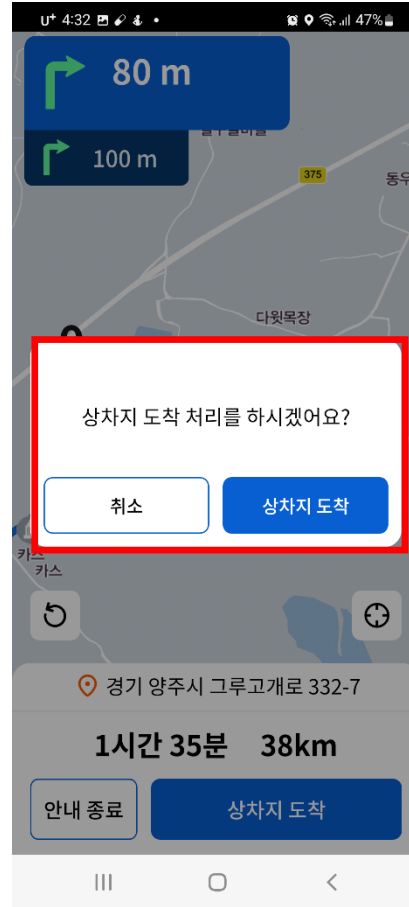 U+ 4:32 47%
80 m
100 m
375
동우
다윗목장
상차지 도착 처리를 하시겠어요?
취소 상차지 도착
카스
카스
경기 양주시 그루고개로 332-7
1시간 35분 38km
안내 종료 상차지 도착